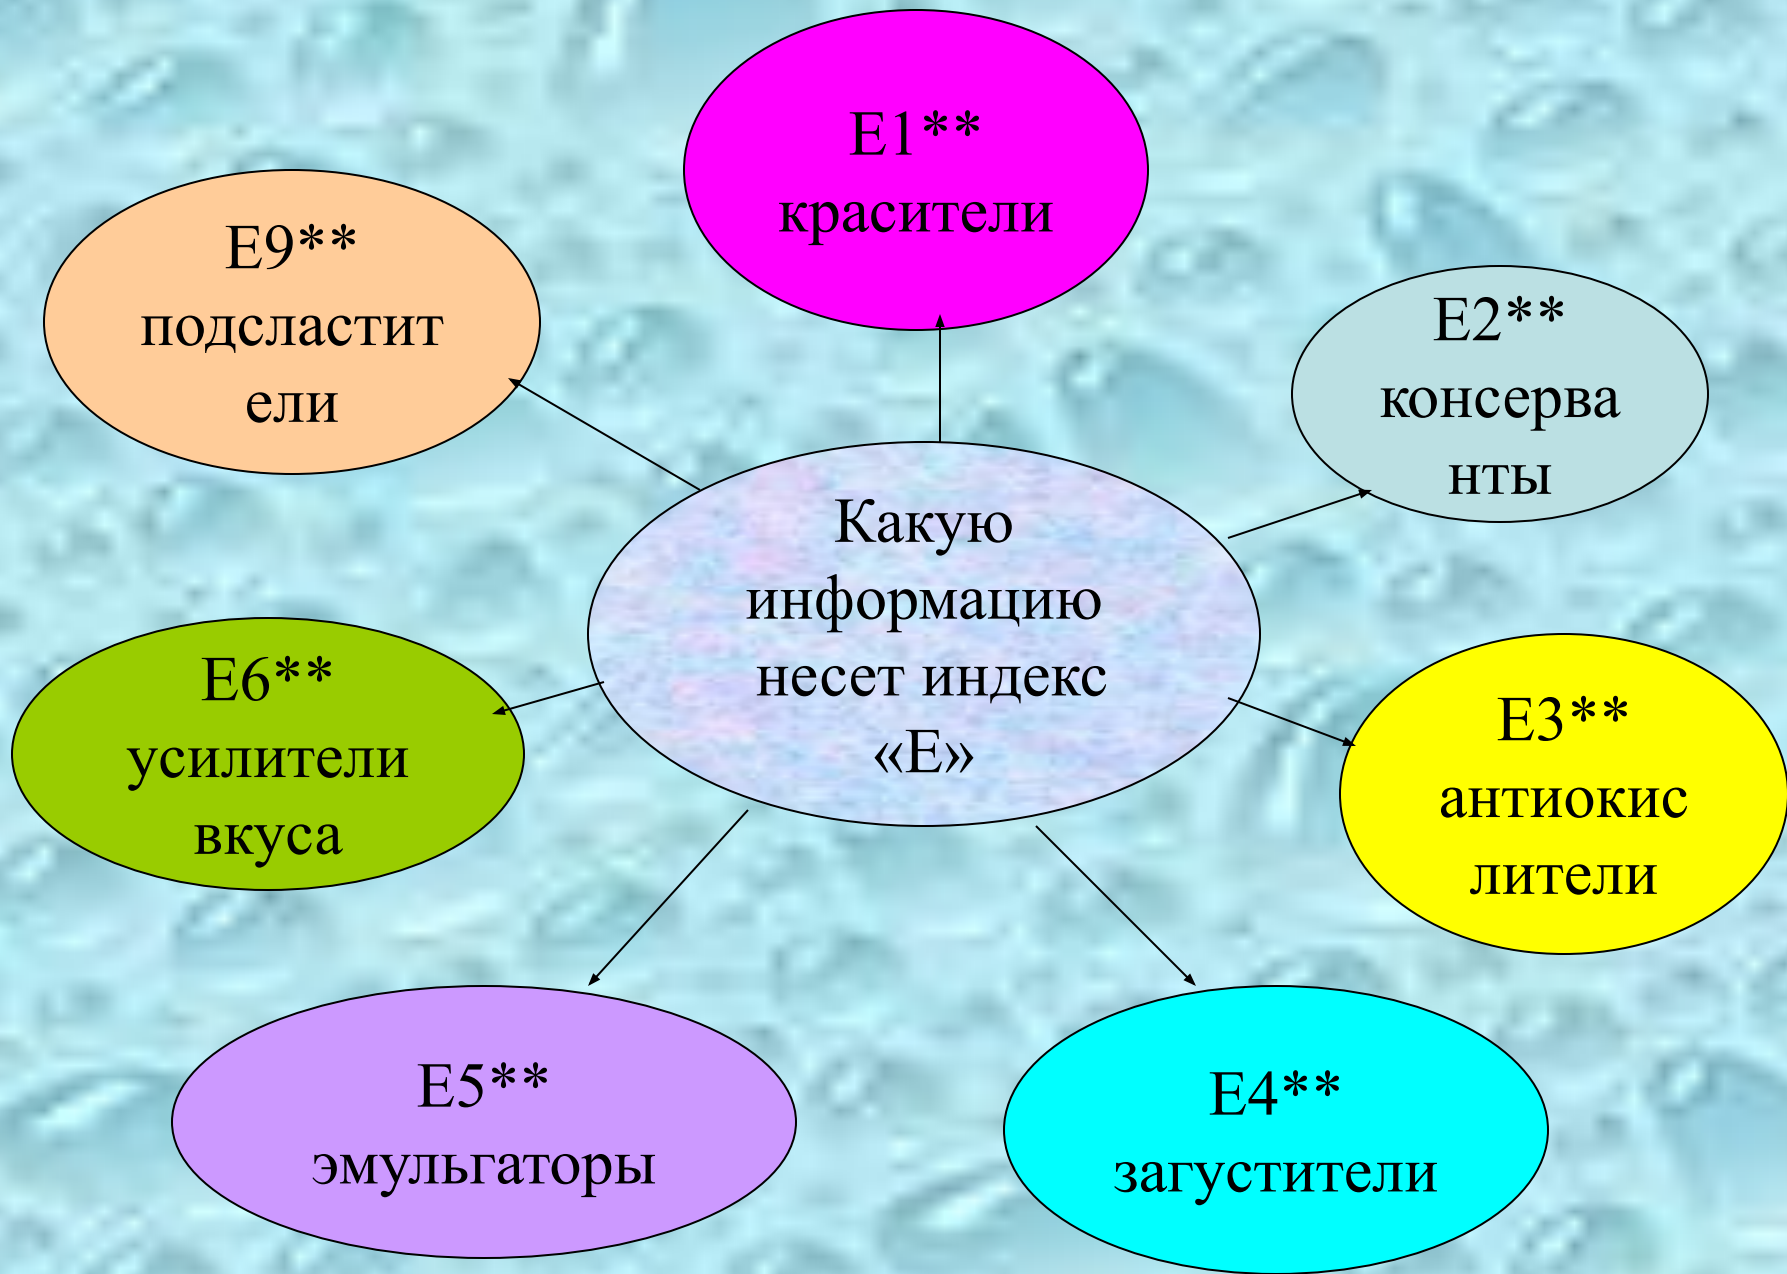 Е1**
красители
Е9**
подсластит
ели
Е2**
консерва
нты
Какую
информацию
несет индекс
«Е»
Е6**
усилители
вкуса
Е3**
антиокис
лители
Е5**
эмульгаторы
Е4**
загустители